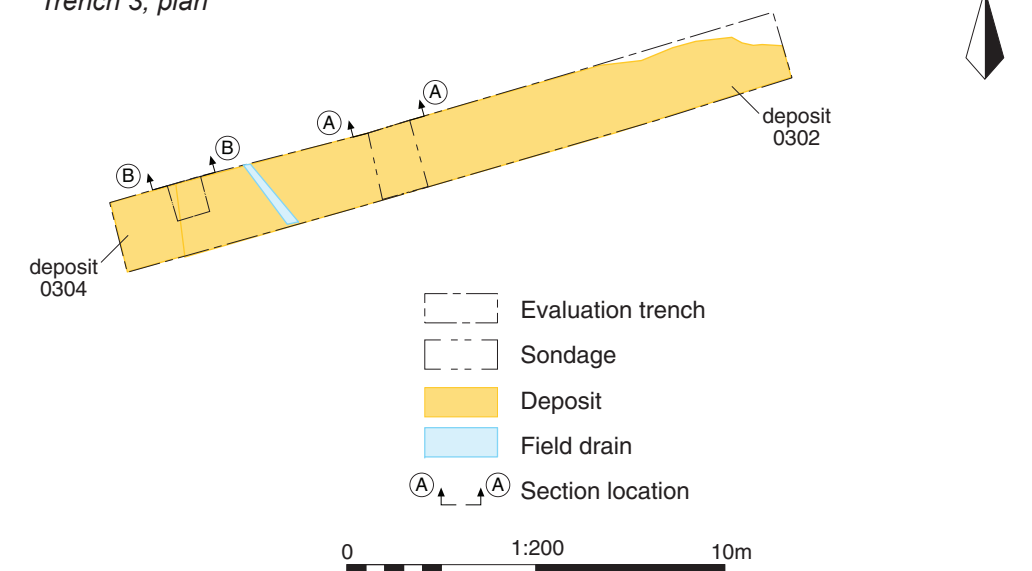 Trench 3, plan
A
A
deposit
0302
B
B
deposit
0304
Evaluation trench
Sondage
Deposit
Field drain
A A Section location
0 1:200 10m